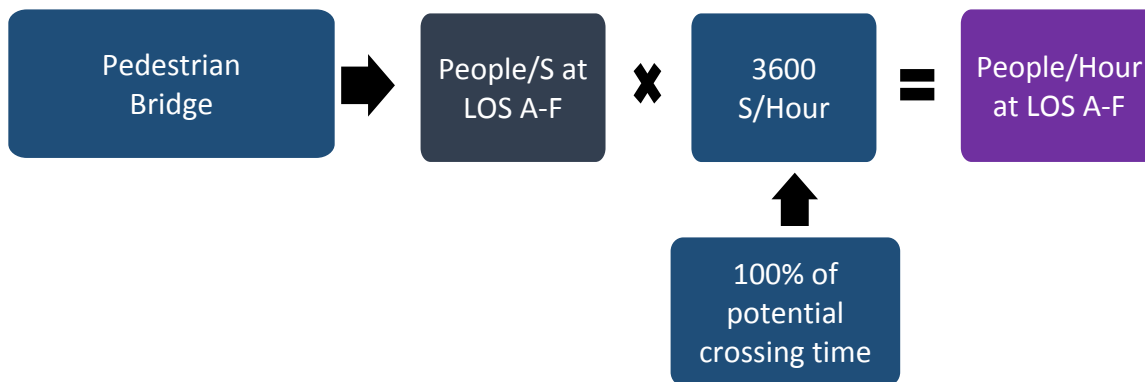 Pedestrian
Bridge
People/S at
LOS A-F
3600
S/Hour
People/Hour
at LOS A-F
100% of
potential
crossing time